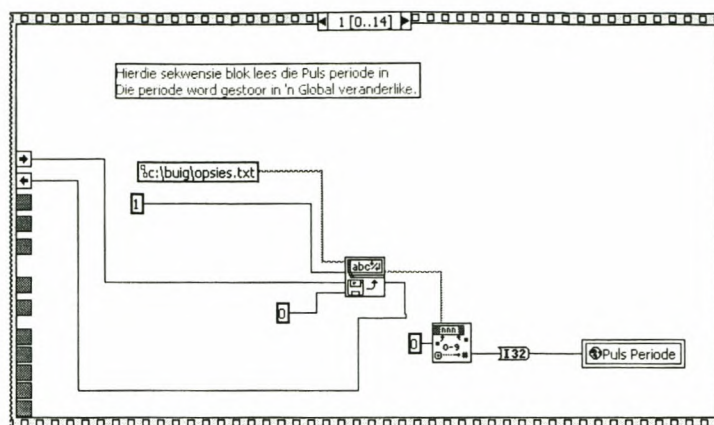 1 [0..14]
Hierdie sekwensie blok lees die Puls periode in
Die periode word gestoor in 'n Global veranderlike.
c:\buig\opsies.txt
1
abc
0
0
0-9
I32
Puls Periode